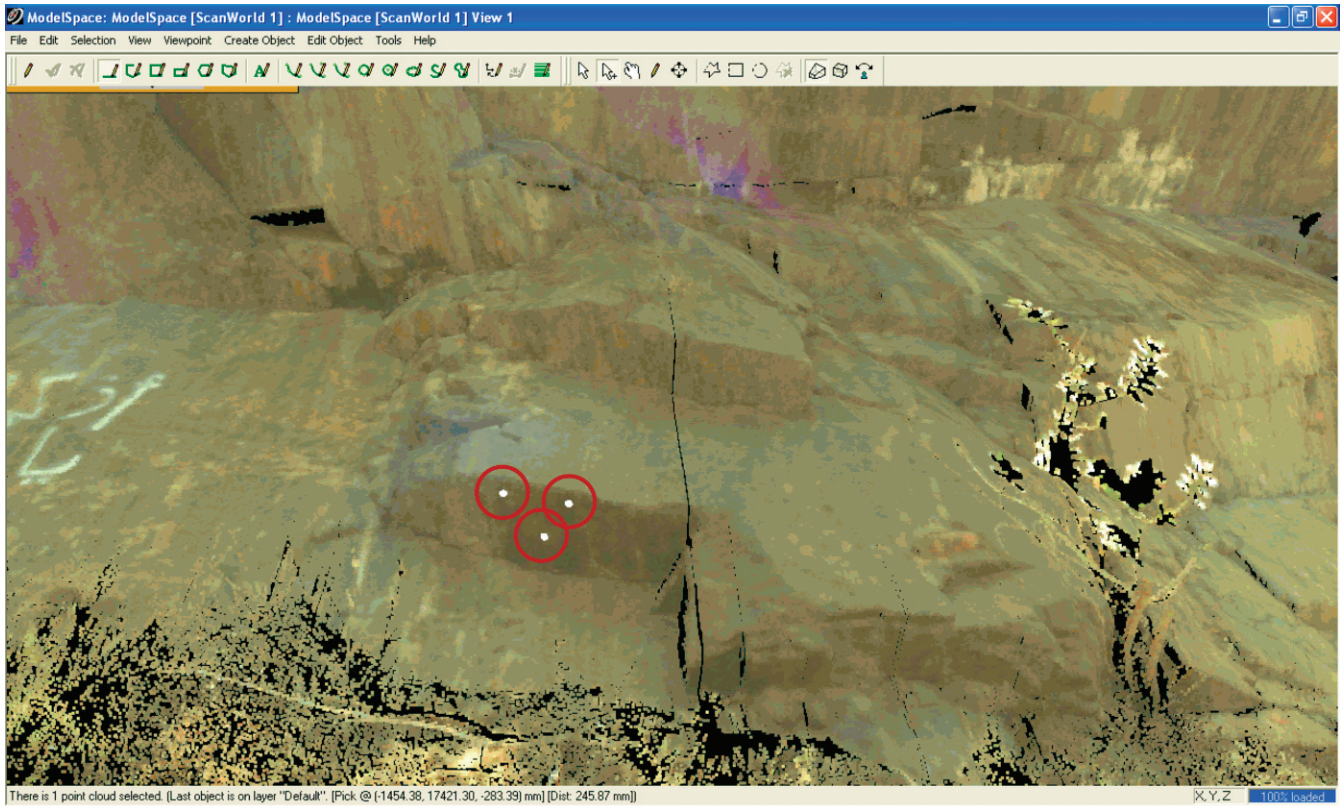 ModelSpace: ModelSpace [ScanWorld 1] : ModelSpace [ScanWorld 1] View 1
File Edit Selection View Viewpoint Create Object Edit Object Tools Help
There is 1 point cloud selected. (Last object is on layer "Default". [Pick @ (-1454.38, 17421.30, -283.39) mm] [Dist: 245.87 mm])
X,Y,Z 100% loaded